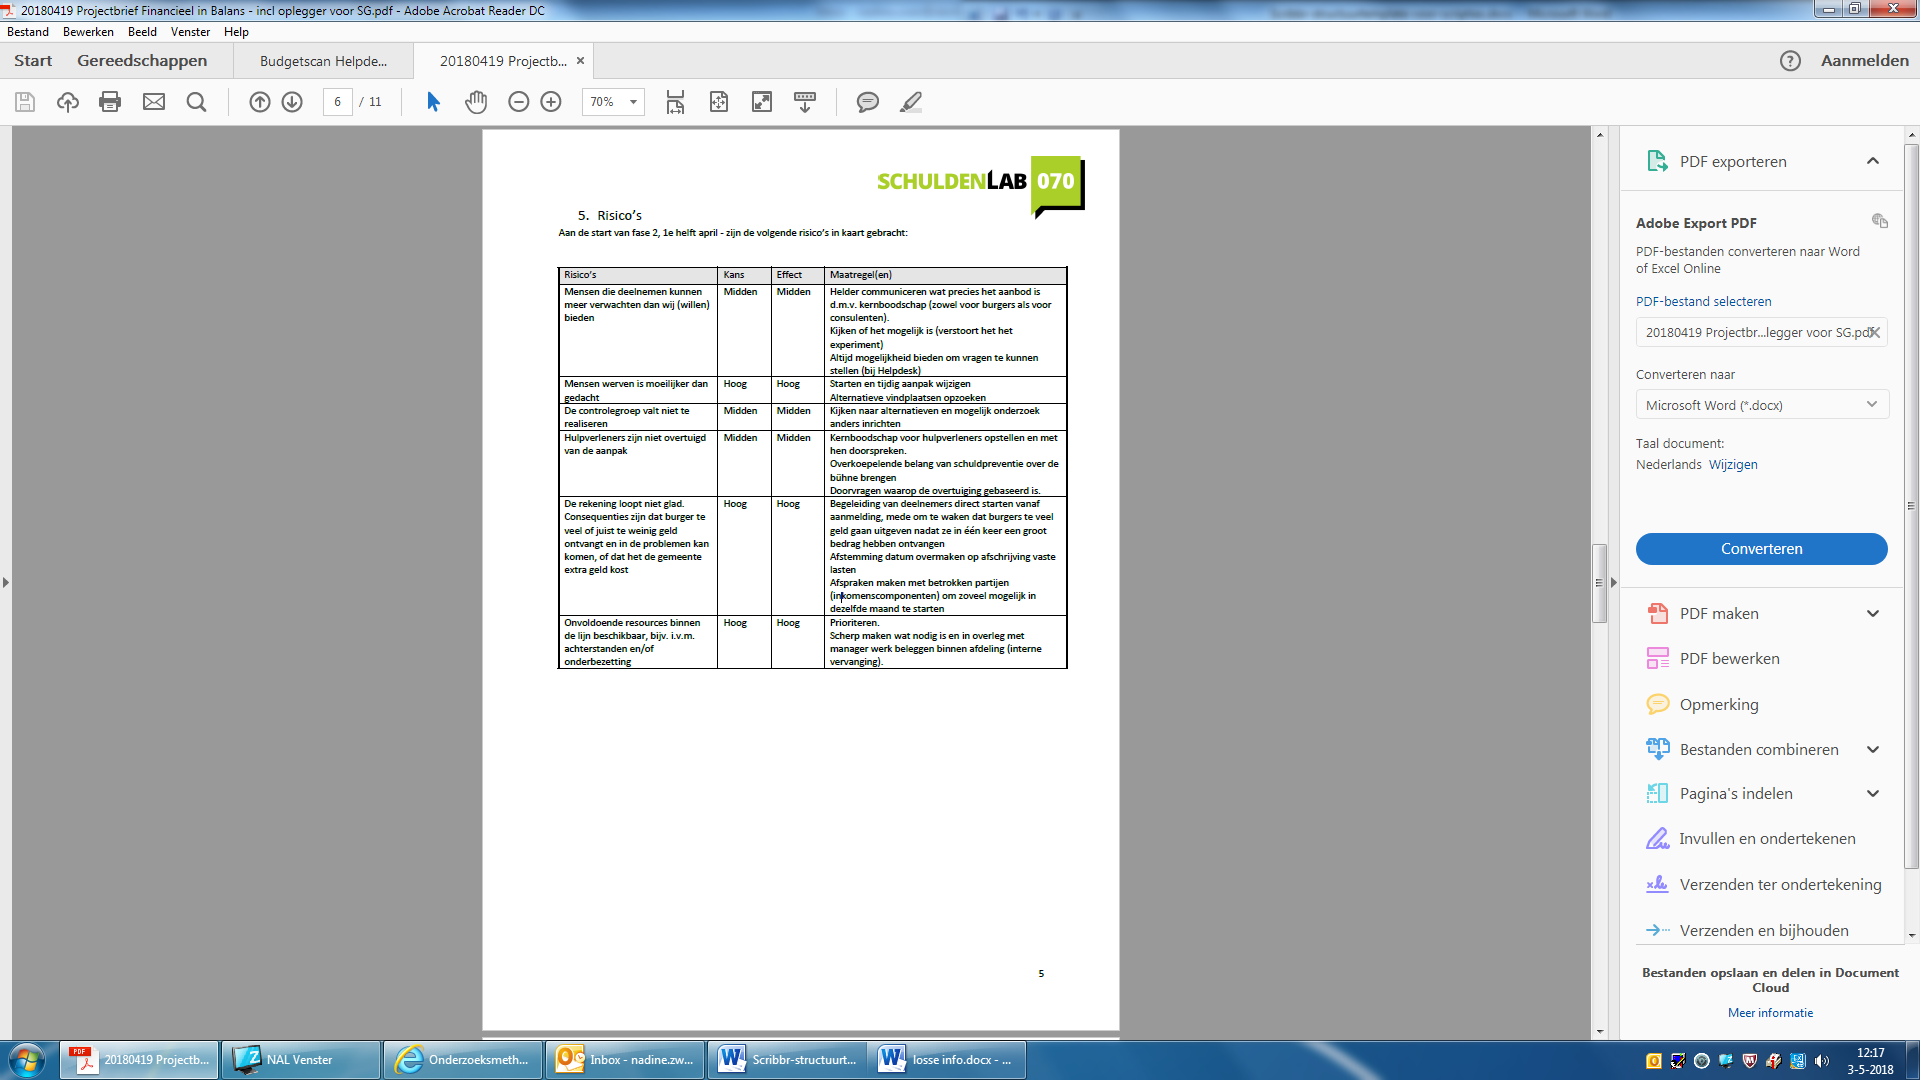 20180419 Projectbrief Financieel in Balans - incl oplegger voor SG.pdf - Adobe Acrobat Reader DC
Bestand Bewerken Beeld Venster Help
Start Gereedschappen Budgetscan Helpde... 20180419 Projectb... Aanmelden
6 / 11 70%
SCHULDENLAB 070
5. Risico's
Aan de start van fase 2, 1e helft april - zijn de volgende risico's in kaart gebracht:
Risico's Kans Effect Maatregel(en)
Mensen die deelnemen kunnen meer verwachten dan wij (willen) bieden Midden Midden Helder communiceren wat precies het aanbod is
d.m.v. kernboodschap (zowel voor burgers als voor
consulenten).
Kijken of het mogelijk is (verstoort het het
experiment)
Altijd mogelijkheid bieden om vragen te kunnen
stellen (bij Helpdesk)
Mensen werven is moeilijker dan gedacht Hoog Hoog Starten en tijdig aanpak wijzigen
Alternatieve vindplaatsen opzoeken
De controlegroep valt niet te realiseren Midden Midden Kijken naar alternatieven en mogelijk onderzoek
anders inrichten
Hulpverleners zijn niet overtuigd van de aanpak Midden Midden Kernboodschap voor hulpverleners opstellen en met
hen doorspreken.
Overkoepelende belang van schuldpreventie over de
bühne brengen
Doorvragen waarop de overtuiging gebaseerd is.
De rekening loopt niet glad.
Consequenties zijn dat burger te
veel of juist te weinig geld
ontvangt en in de problemen kan
komen, of dat het de gemeente
extra geld kost
Hoog Hoog
Begeleiding van deelnemers direct starten vanaf
aanmelding, mede om te waken dat burgers te veel
geld gaan uitgeven nadat ze in één keer een groot
bedrag hebben ontvangen
Afstemming datum overmaken op afschrijving vaste
lasten
Afspraken maken met betrokken partijen
(inkomenscomponenten) om zoveel mogelijk in
dezelfde maand te starten
Onvoldoende resources binnen
de lijn beschikbaar, bijv. i.v.m.
achterstanden en/of
onderbezetting
Hoog Hoog
Prioriteren.
Scherp maken wat nodig is en in overleg met
manager werk beleggen binnen afdeling (interne
vervanging).
5
PDF exporteren
Adobe Export PDF
PDF-bestanden converteren naar Word
of Excel Online
PDF-bestand selecteren
20180419 Projectbr...legger voor SG.pdf
Converteren naar
Microsoft Word (*.docx)
Taal document:
Nederlands Wijzigen
Converteren
PDF maken
PDF bewerken
Opmerking
Bestanden combineren
Pagina's indelen
Invullen en ondertekenen
Verzenden ter ondertekening
Verzenden en bijhouden
Bestanden opslaan en delen in Document
Cloud
Meer informatie
20180419 Projectb... NAL Venster Onderzoeksmeth... Inbox - nadine.zw... Scribbr-structuurt... losse info.docx - ...
12:17
3-5-2018